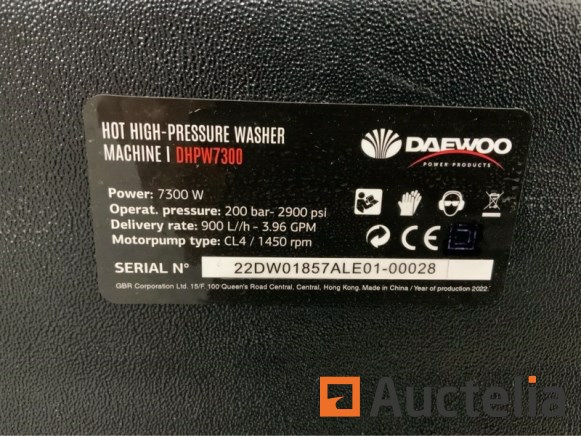 HOT HIGH-PRESSURE WASHER
MACHINE | DHPW7300
DAEWOO
POWER PRODUCTS
Power: 7300 W
Operat. pressure: 200 bar- 2900 psi
Delivery rate: 900 L//h - 3.96 GPM
Motorpump type: CL4 / 1450 rpm
CE
SERIAL N° 22DW01857ALE01-00028
GBR Corporation Ltd. 15/F, 100 Queen's Road Central, Central, Hong Kong. Made in China / Year of production 2022.
Auctelia